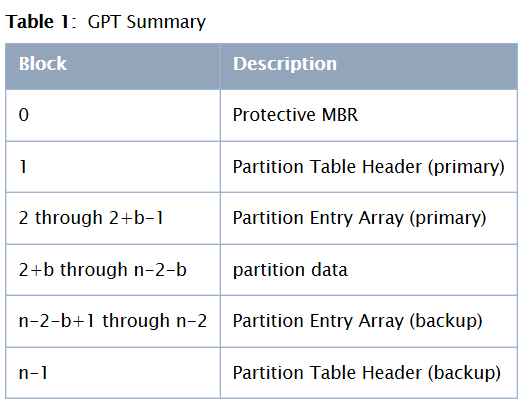 Table 1: GPT Summary
Block Description
0 Protective MBR
1 Partition Table Header (primary)
2 through 2+b-1 Partition Entry Array (primary)
2+b through n-2-b partition data
n-2-b+1 through n-2 Partition Entry Array (backup)
n-1 Partition Table Header (backup)